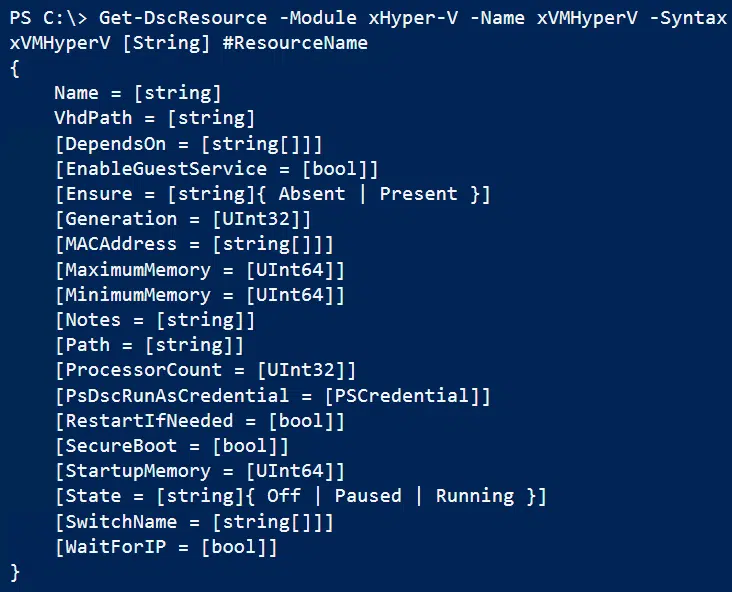 PS C:\> Get-DscResource -Module xHyper-V -Name xVMHyperV -Syntax
xVMHyperV [String] #ResourceName
{
    Name = [string]
    VhdPath = [string]
    [DependsOn = [string[]]]
    [EnableGuestService = [bool]]
    [Ensure = [string]{ Absent | Present }]
    [Generation = [UInt32]]
    [MACAddress = [string[]]]
    [MaximumMemory = [UInt64]]
    [MinimumMemory = [UInt64]]
    [Notes = [string]]
    [Path = [string]]
    [ProcessorCount = [UInt32]]
    [PsDscRunAsCredential = [PSCredential]]
    [RestartIfNeeded = [bool]]
    [SecureBoot = [bool]]
    [StartupMemory = [UInt64]]
    [State = [string]{ Off | Paused | Running }]
    [SwitchName = [string[]]]
    [WaitForIP = [bool]]
}